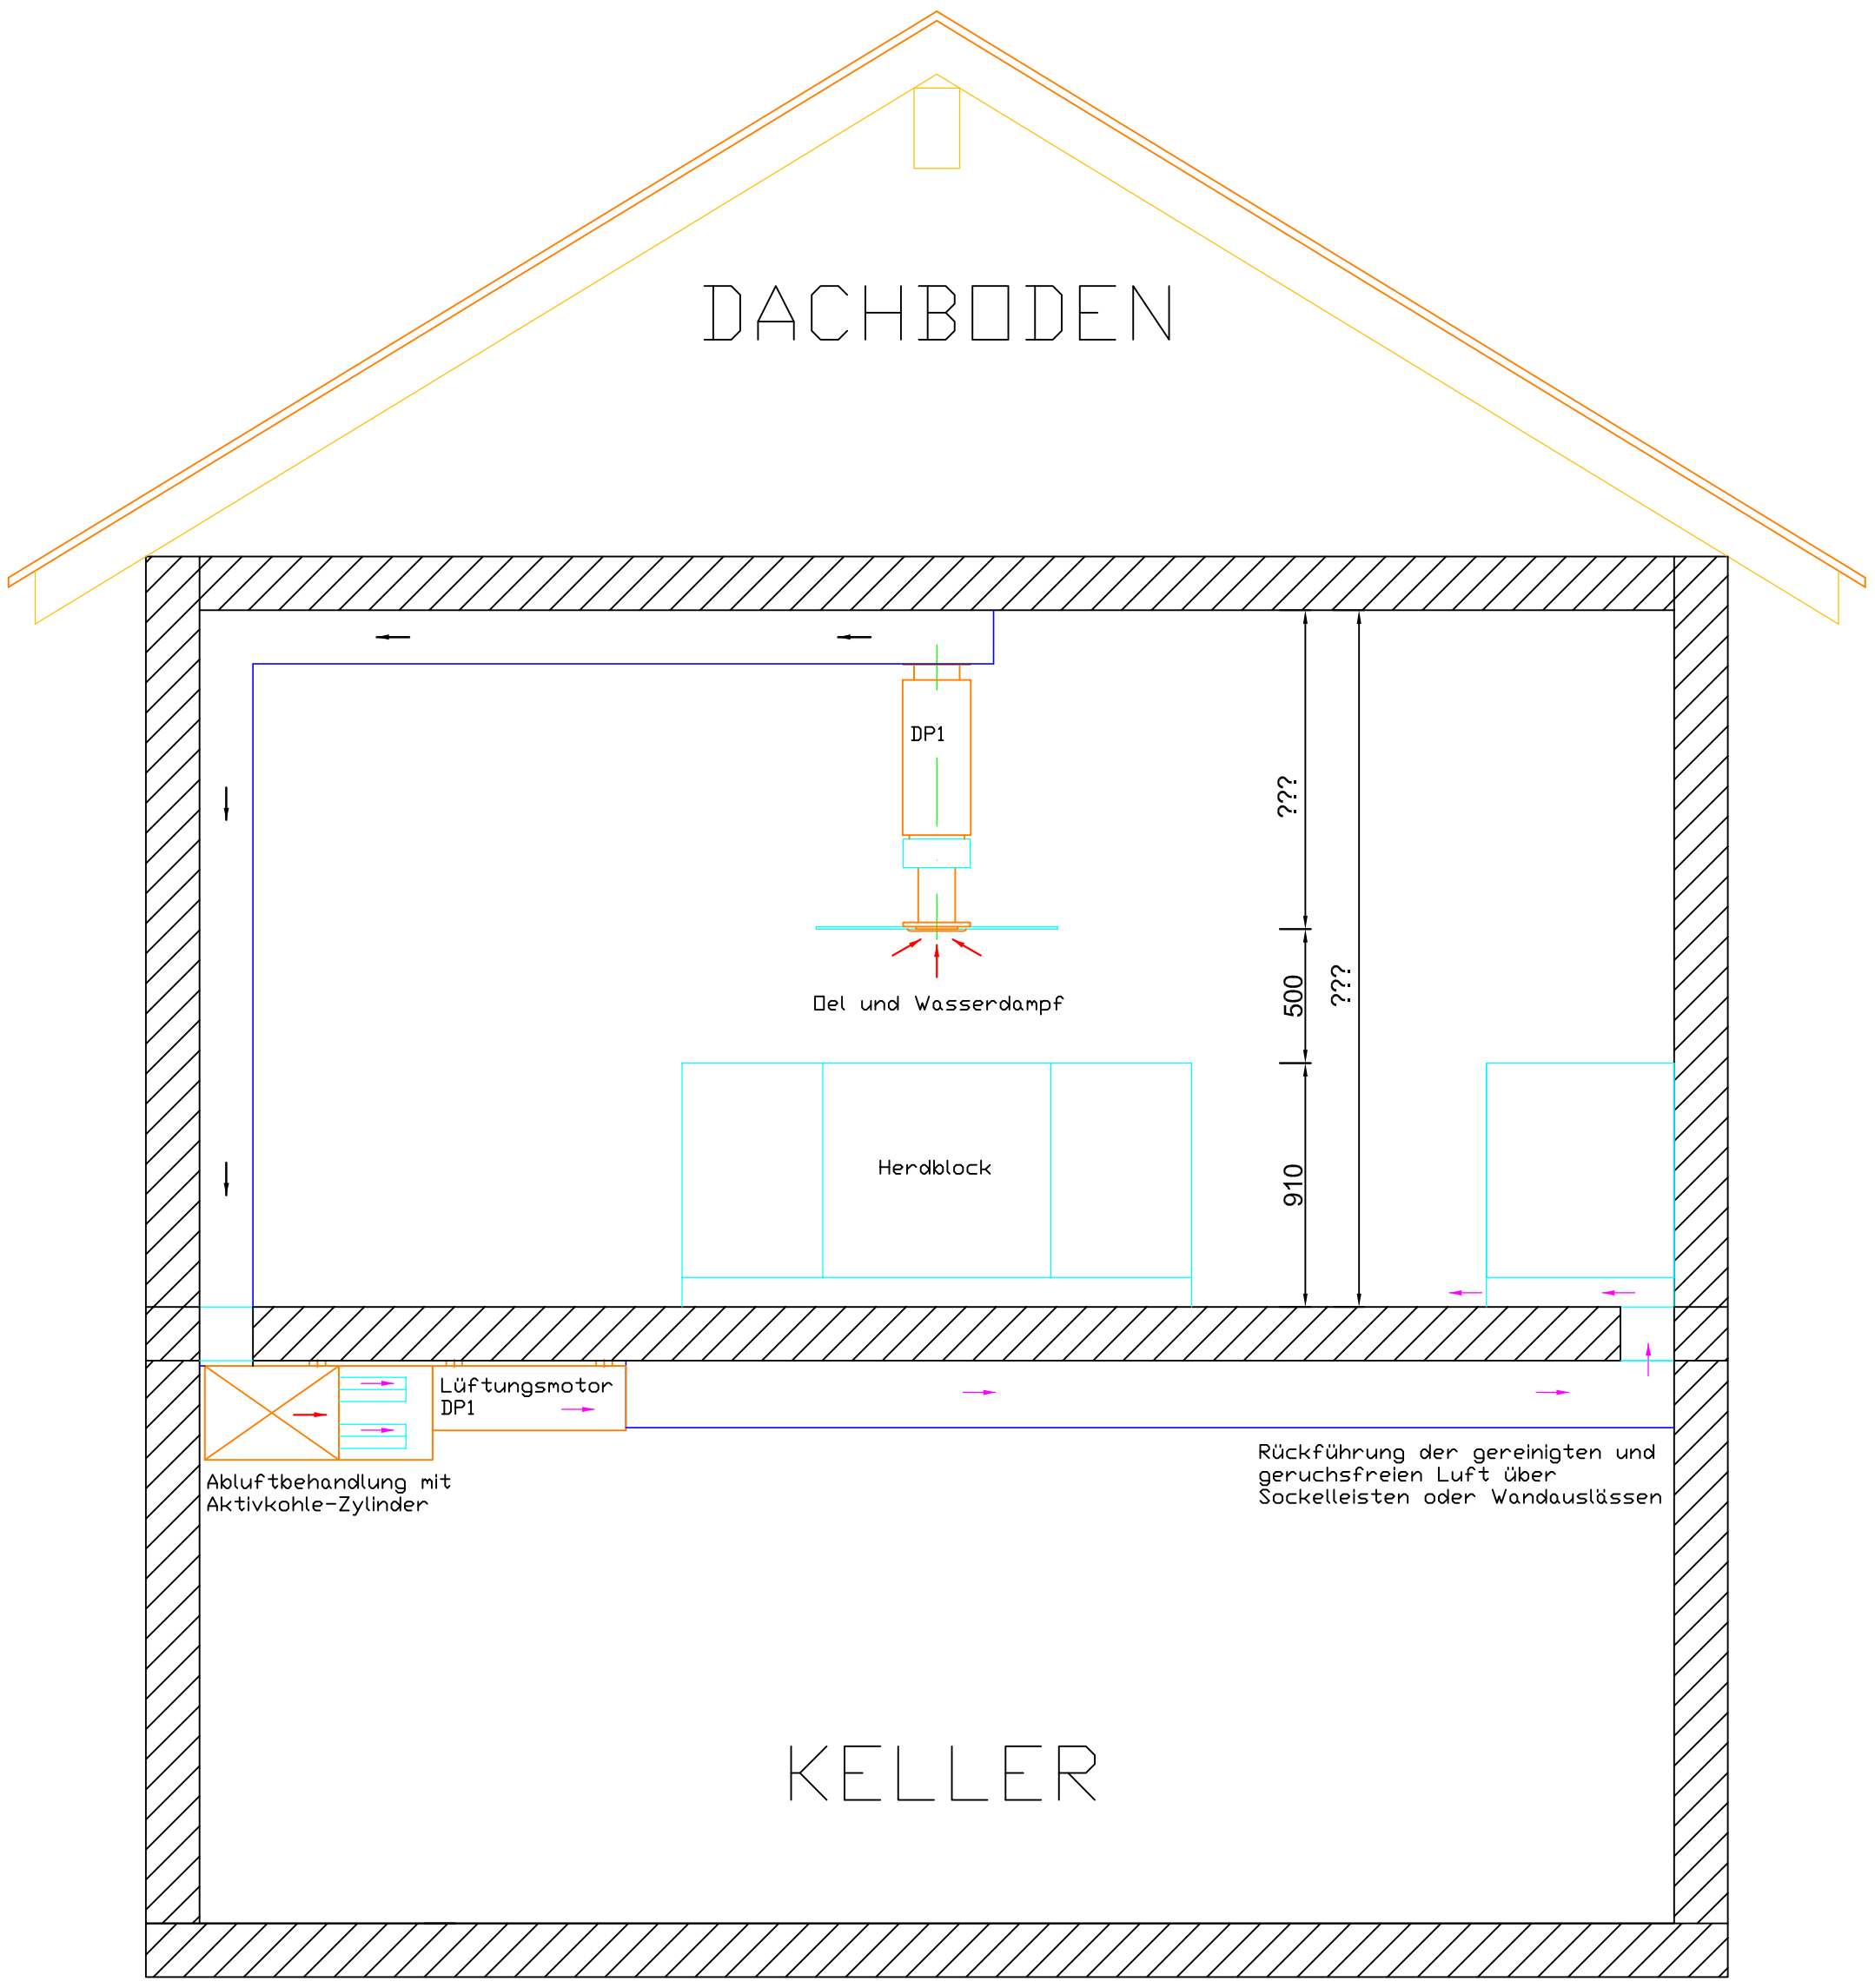 DACHBODEN
DP1
???
???
500
Oel und Wasserdampf
Herdblock
910
Lüftungsmotor
DP1
Abluftbehandlung mit
Aktivkohle-Zylinder
Rückführung der gereinigten und
geruchsfreien Luft über
Sockelleisten oder Wandauslässen
KELLER